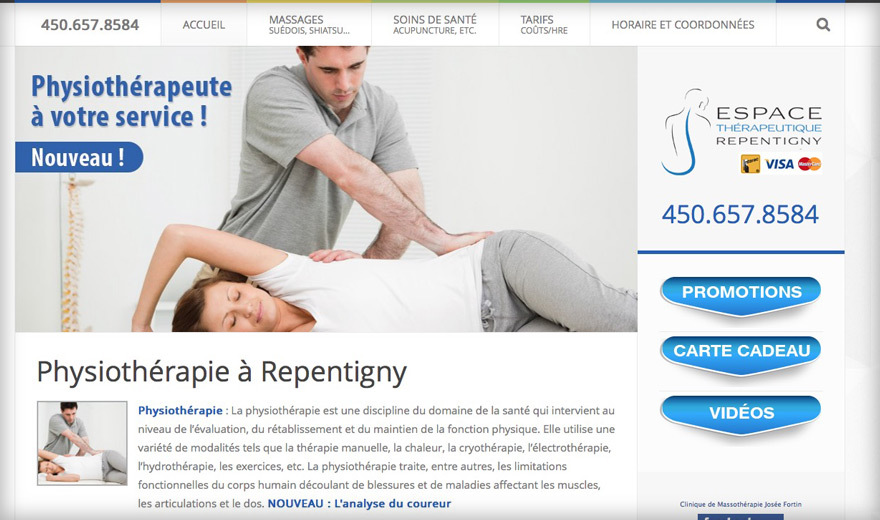 450.657.8584
ACCUEIL
MASSAGES
SUÉDOIS, SHIATSU...
SOINS DE SANTÉ
ACUPUNCTURE, ETC.
TARIFS
COÛTS/HRE
HORAIRE ET COORDONNÉES
Physiothérapeute
à votre service !
Nouveau !
ESPACE
THÉRAPEUTIQUE
REPENTIGNY
VISA MasterCard
450.657.8584
PROMOTIONS
CARTE CADEAU
VIDÉOS
Physiothérapie à Repentigny
Physiothérapie : La physiothérapie est une discipline du domaine de la santé qui intervient au
niveau de l’évaluation, du rétablissement et du maintien de la fonction physique. Elle utilise une
variété de modalités tels que la thérapie manuelle, la chaleur, la cryothérapie, l’électrothérapie,
l’hydrothérapie, les exercices, etc. La physiothérapie traite, entre autres, les limitations
fonctionnelles du corps humain découlant de blessures et de maladies affectant les muscles,
les articulations et le dos. NOUVEAU : L'analyse du coureur
Clinique de Massothérapie Josée Fortin